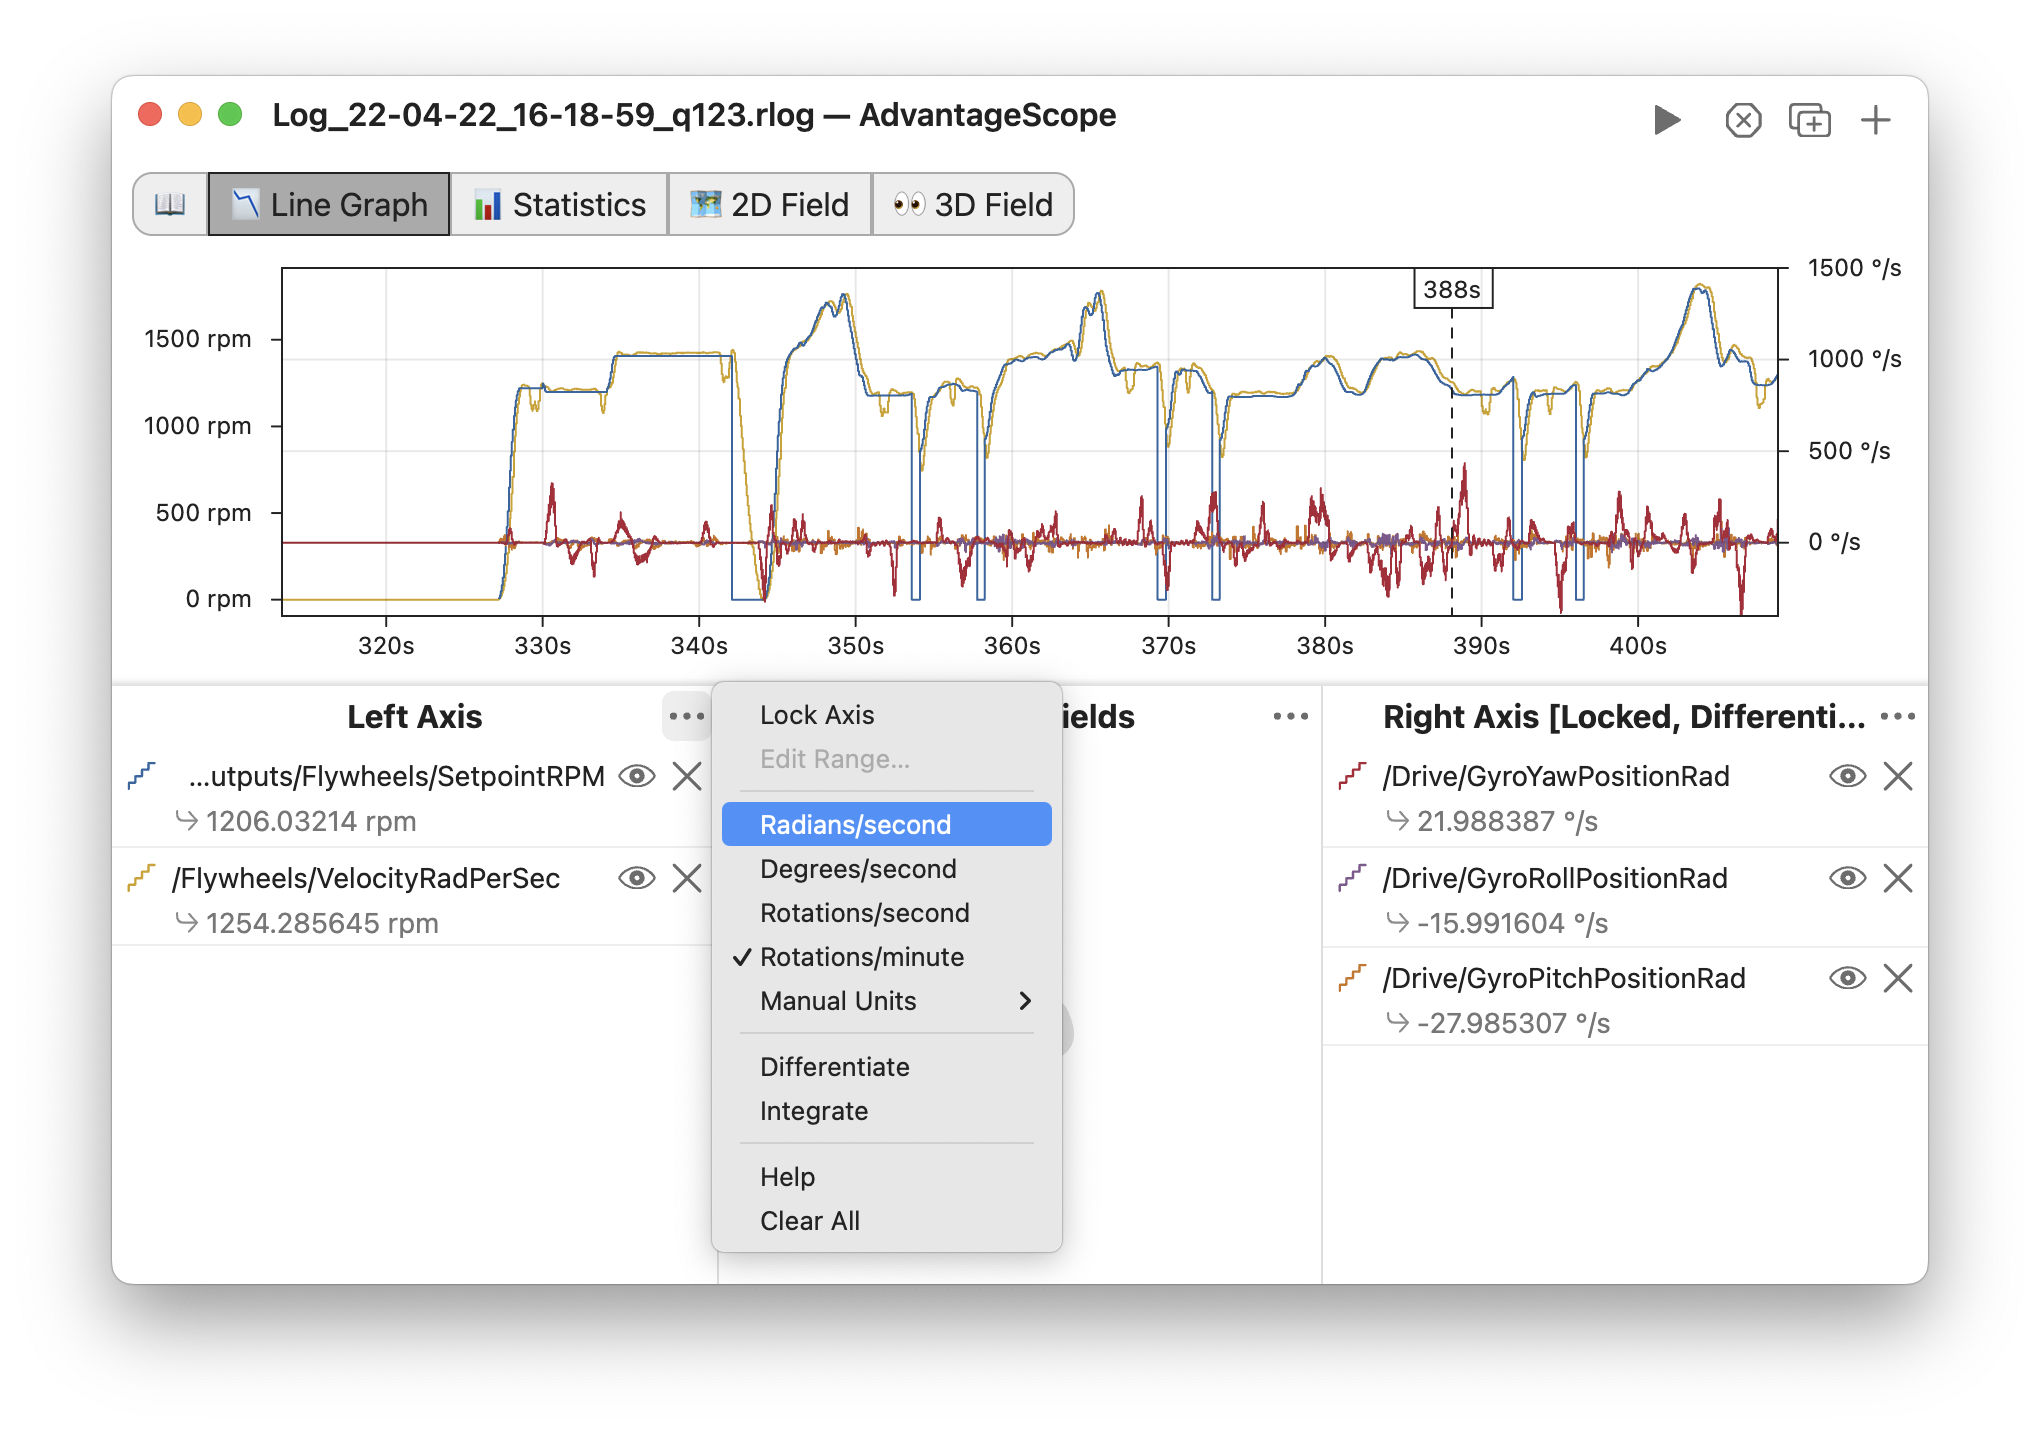 Log_22-04-22_16-18-59_q123.rlog — AdvantageScope
Line Graph
Statistics
2D Field
3D Field
388s
1500 rpm
1000 rpm
500 rpm
0 rpm
1500 °/s
1000 °/s
500 °/s
0 °/s
320s
330s
340s
350s
360s
370s
380s
390s
400s
Left Axis
...utputs/Flywheels/SetpointRPM
1206.03214 rpm
/Flywheels/VelocityRadPerSec
1254.285645 rpm
Lock Axis
Edit Range...
Radians/second
Degrees/second
Rotations/second
✓ Rotations/minute
Manual Units
Differentiate
Integrate
Help
Clear All
ields
Right Axis [Locked, Differenti...
/Drive/GyroYawPositionRad
21.988387 °/s
/Drive/GyroRollPositionRad
-15.991604 °/s
/Drive/GyroPitchPositionRad
-27.985307 °/s